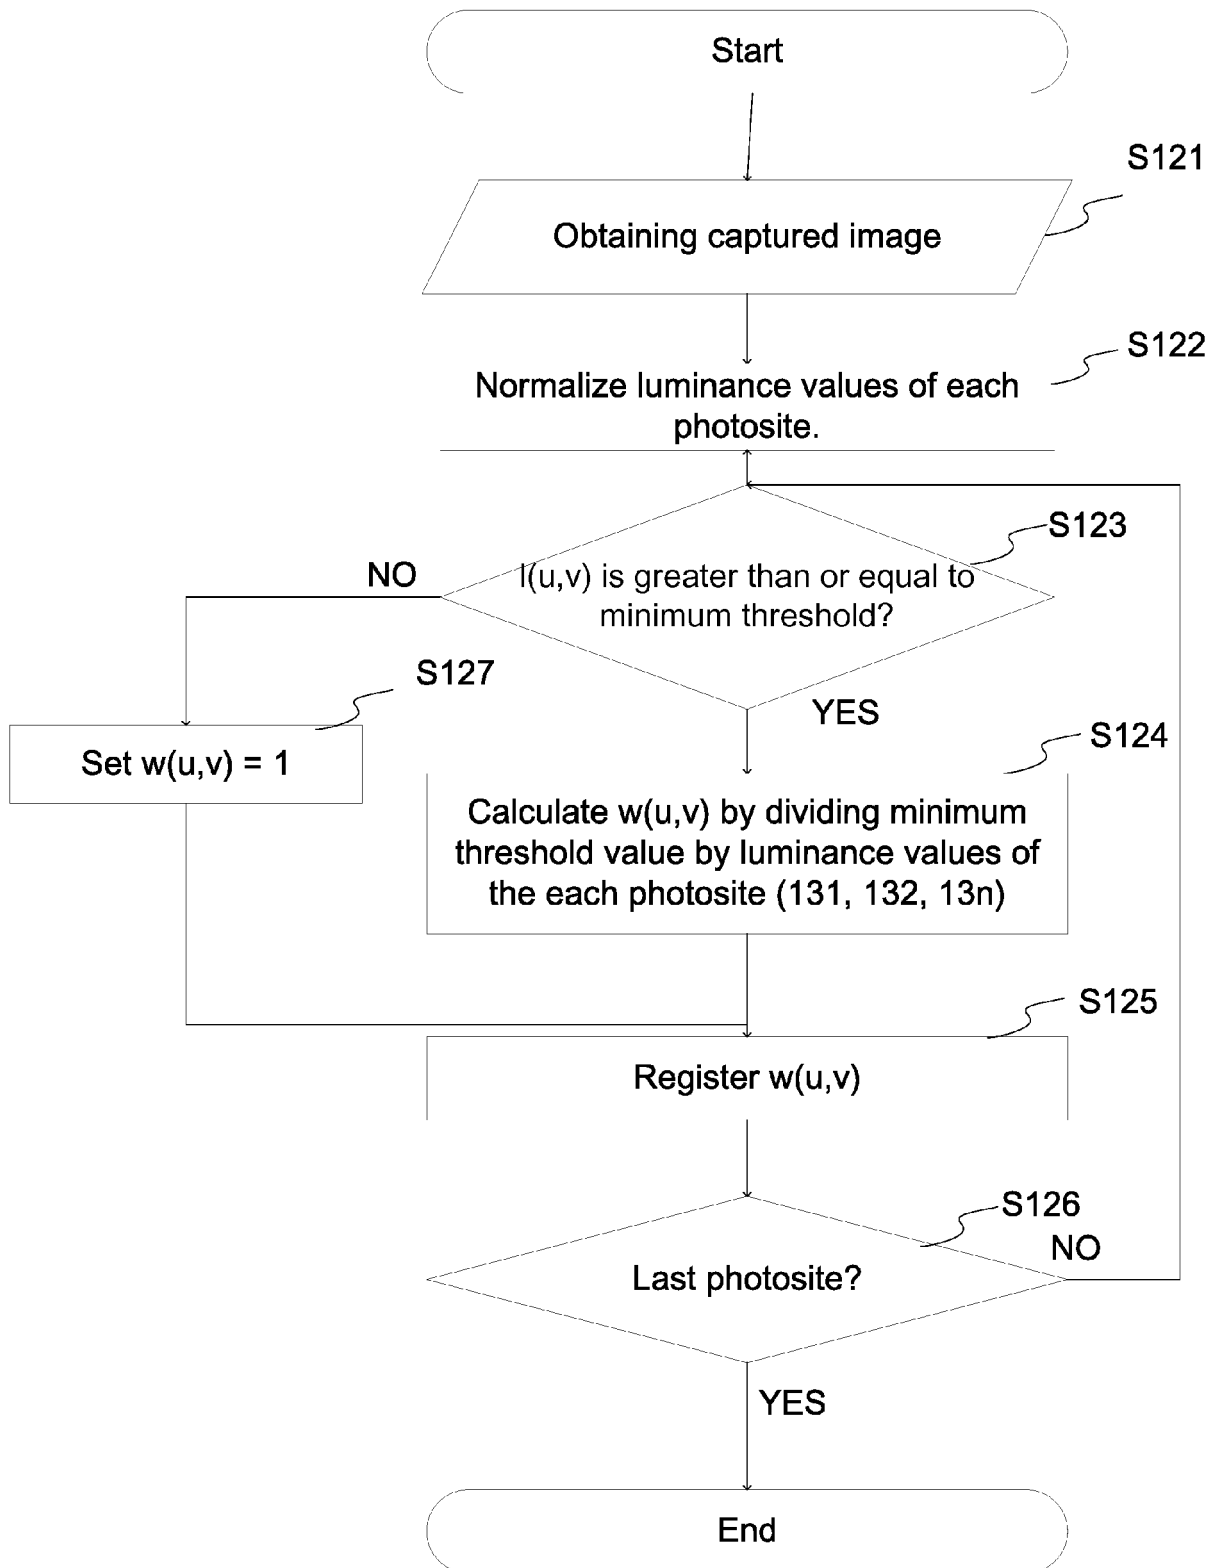 Start
S121
Obtaining captured image
S122
Normalize luminance values of each
photosite.
S123
NO
I(u,v) is greater than or equal to
minimum threshold?
S127
YES
S124
Set w(u,v) = 1
Calculate w(u,v) by dividing minimum
threshold value by luminance values of
the each photosite (131, 132, 13n)
S125
Register w(u,v)
S126
NO
Last photosite?
YES
End